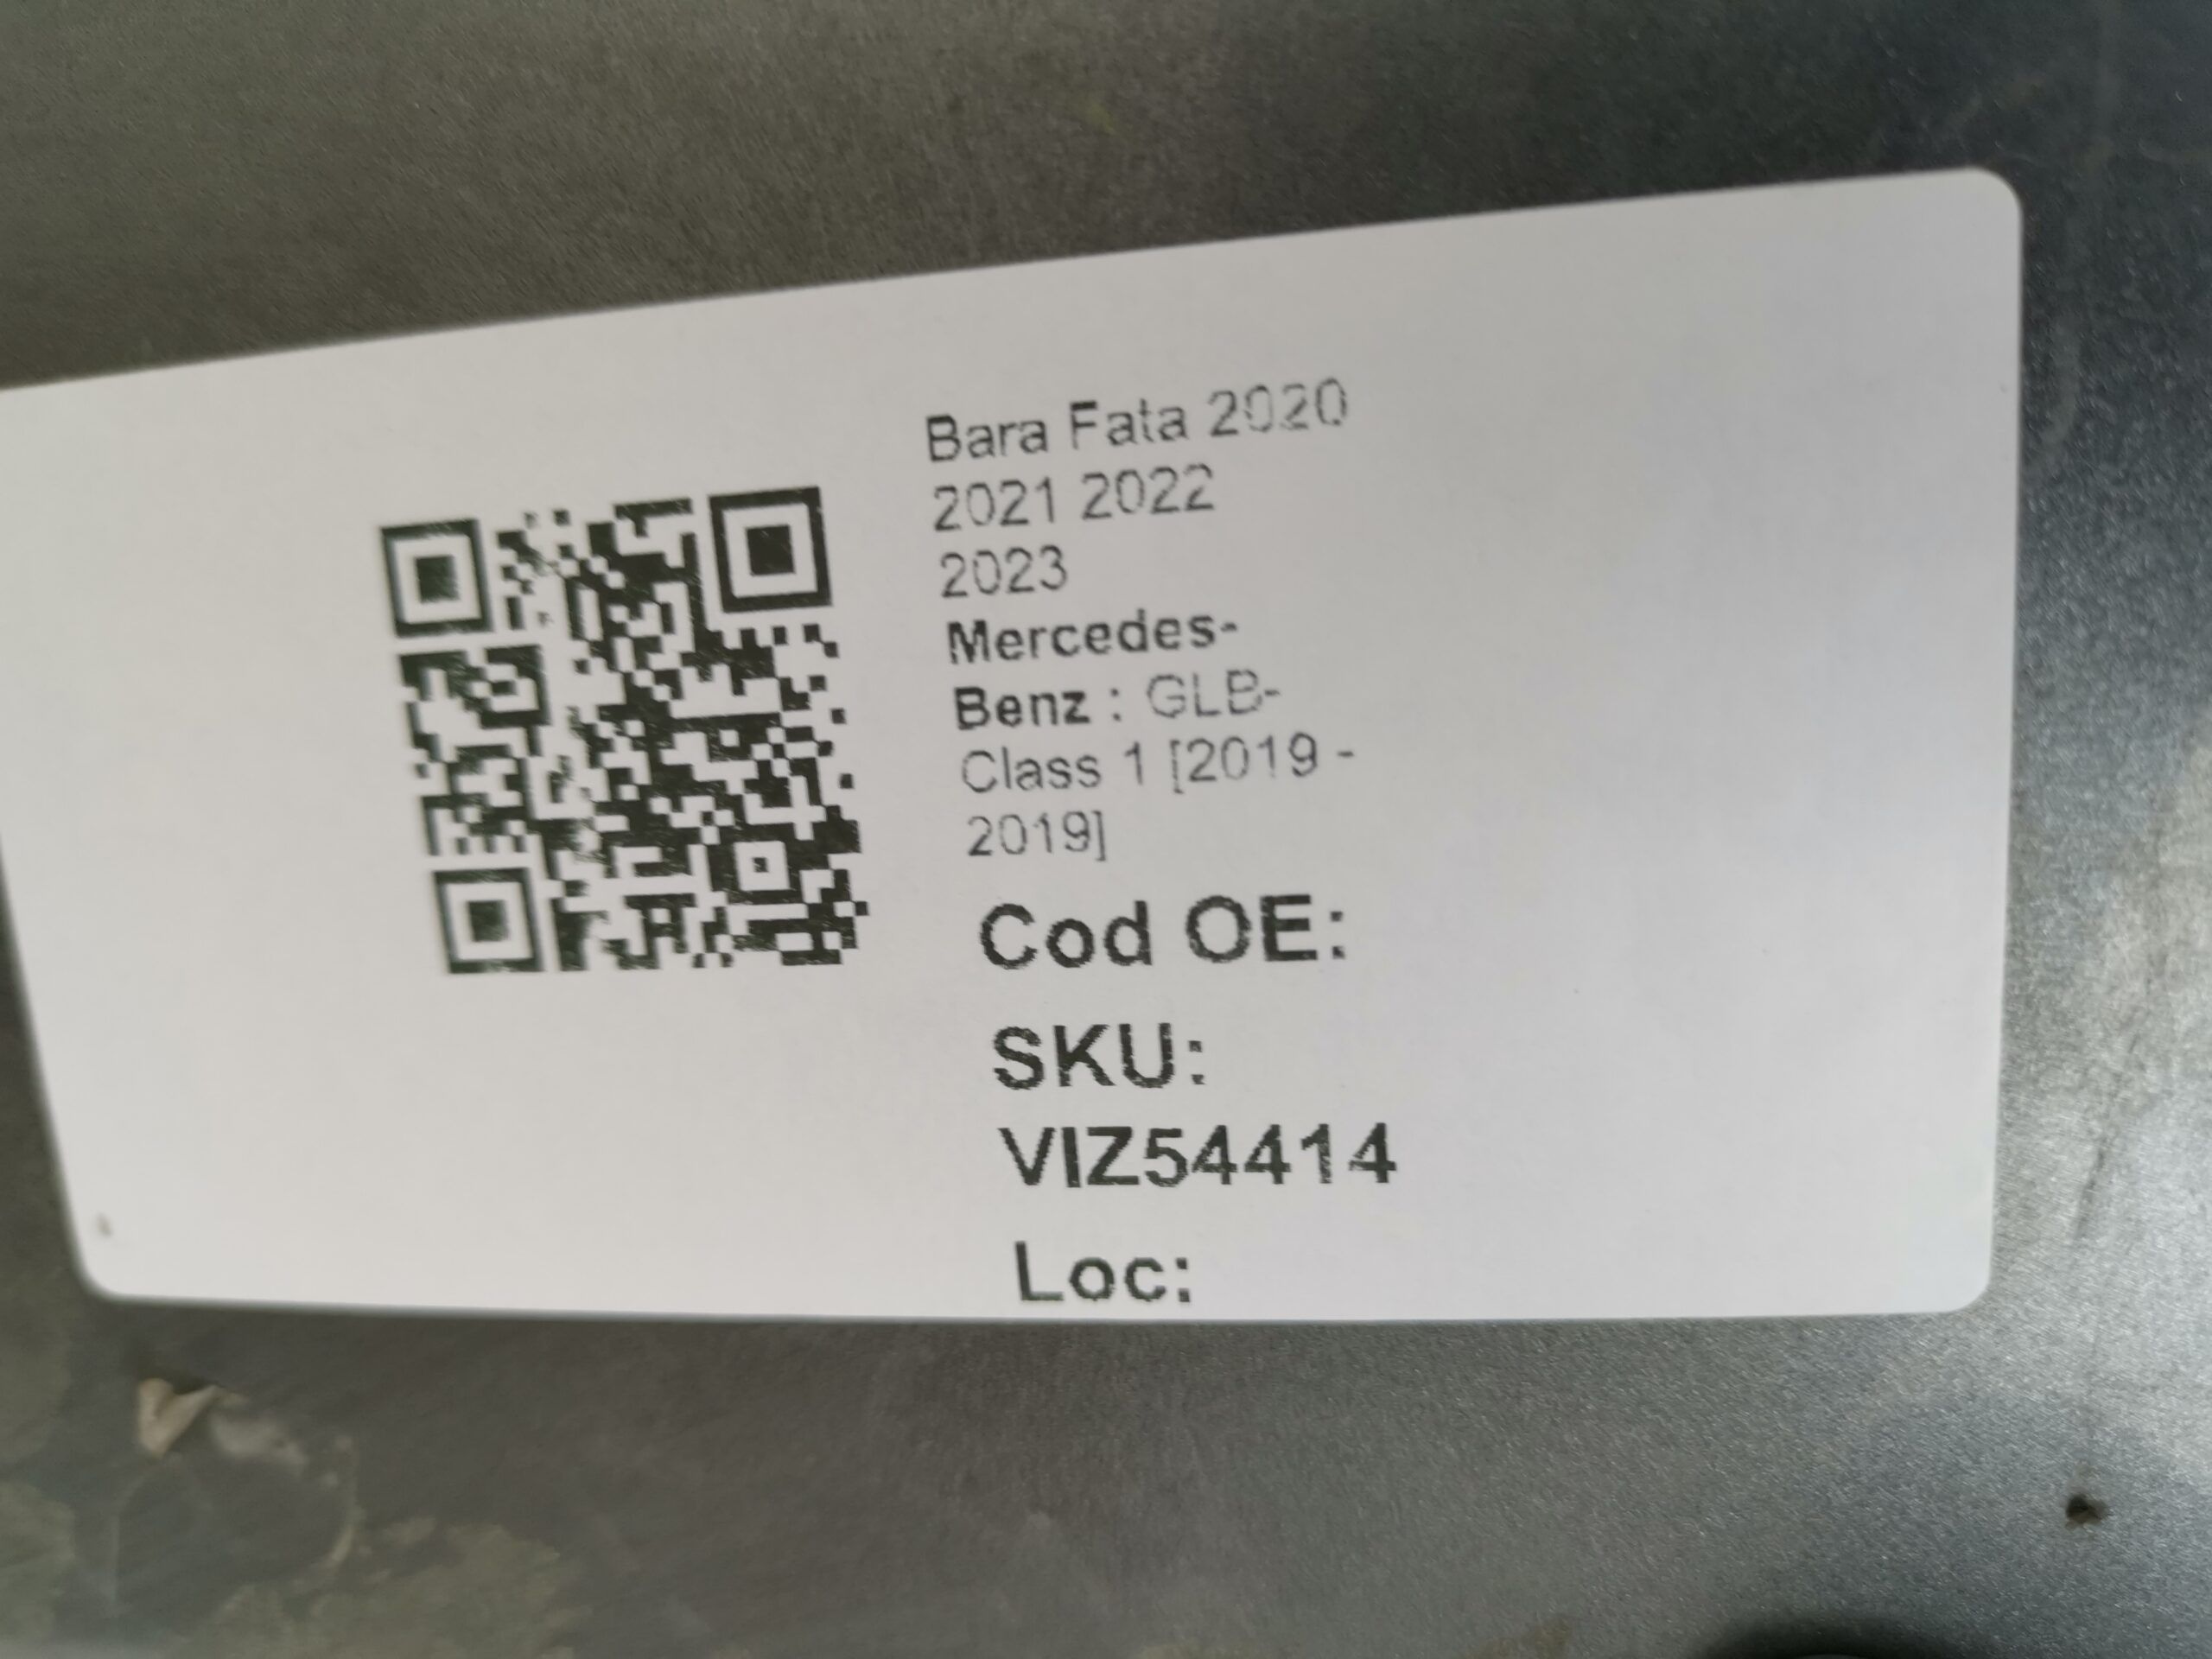 Bara Fata 2020
2021 2022
2023
Mercedes-
Benz : GLB-
Class 1 [2019 -
2019]
Cod OE:
SKU:
VIZ54414
Loc: